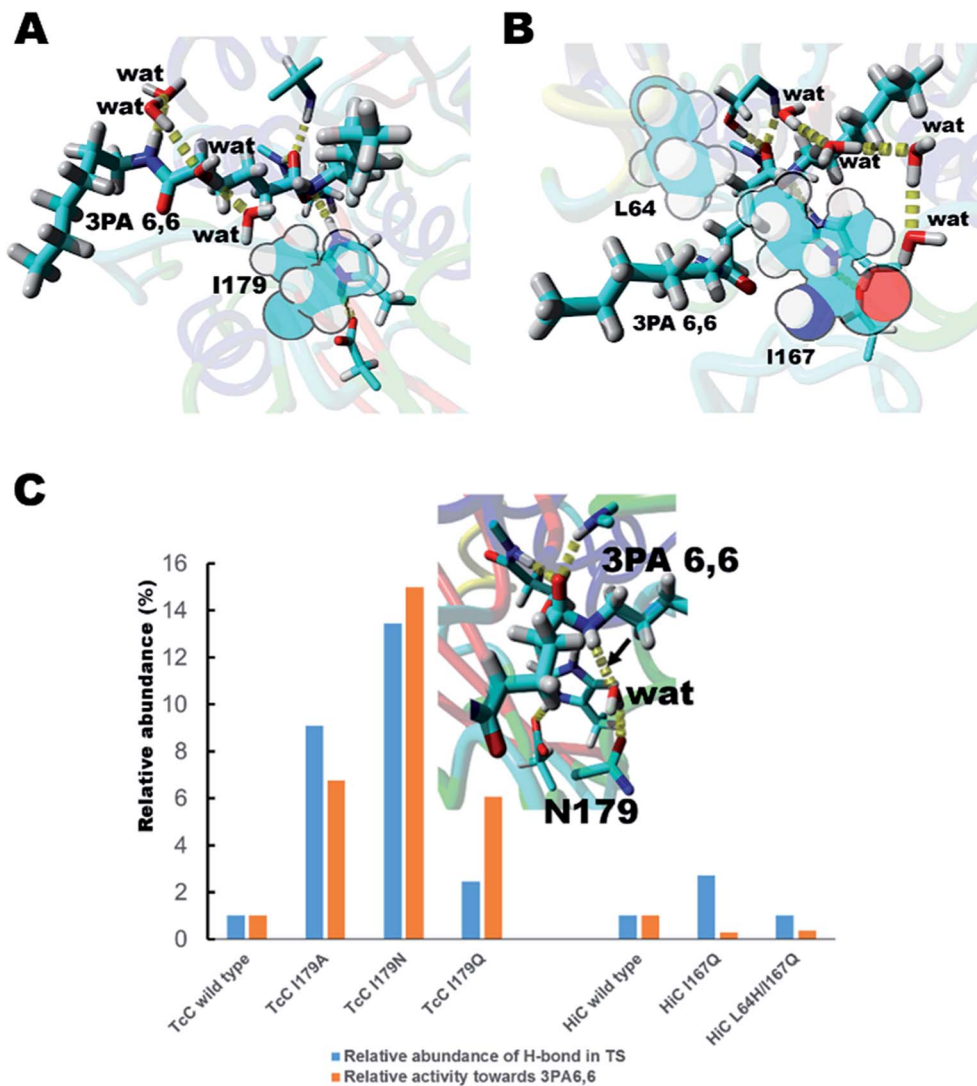 A
wat
wat
wat
3PA 6,6
wat
I179
B
wat
wat
wat
L64
wat
3PA 6,6
I167
C
3PA 6,6
wat
N179
Relative abundance (%)
16
14
12
10
8
6
4
2
0
TcC wild type
TcC I179A
TcC I179N
TcC I179Q
HiC wild type
HiC I167Q
HiC L64H/I167Q
Relative abundance of H-bond in TS
Relative activity towards 3PA6,6